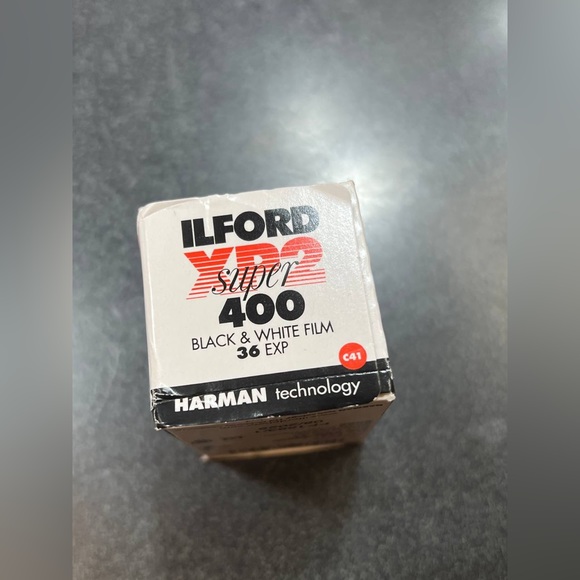 ILFORD
XP2
super
400
BLACK & WHITE FILM
36 EXP
C41
HARMAN technology